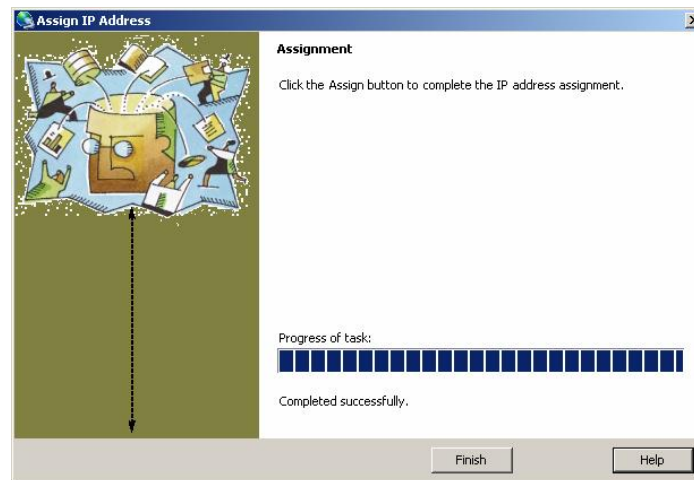 Assign IP Address
Assignment
Click the Assign button to complete the IP address assignment.
Progress of task:
Completed successfully.
Finish
Help